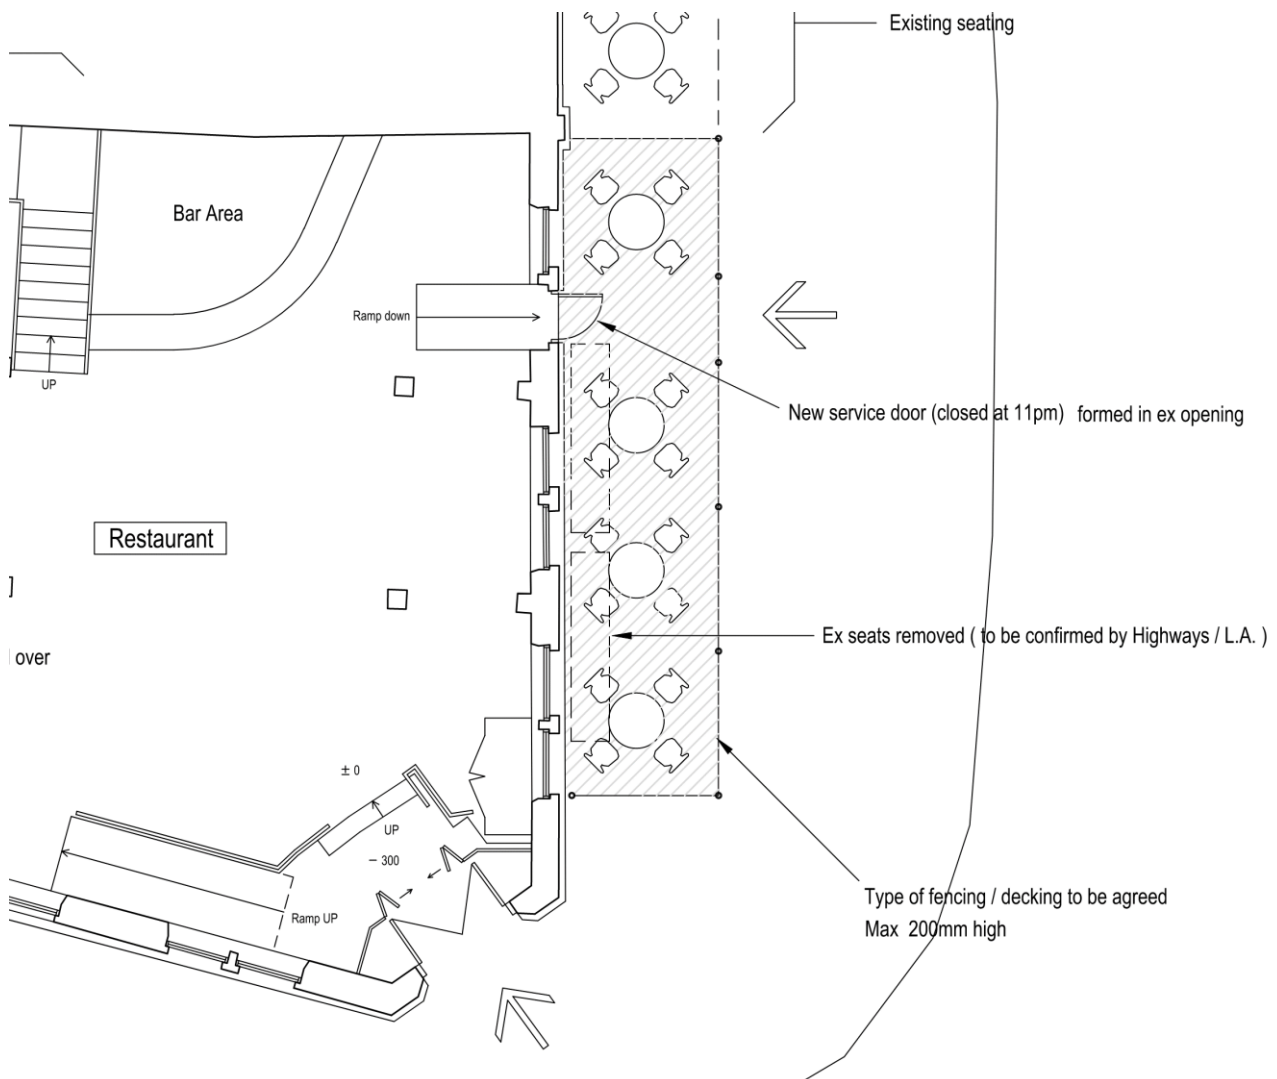 Existing seating
Bar Area
Ramp down
UP
New service door (closed at 11pm) formed in ex opening
Restaurant
Ex seats removed ( to be confirmed by Highways / L.A. )
over
± 0
UP
- 300
Ramp UP
Type of fencing / decking to be agreed
Max 200mm high